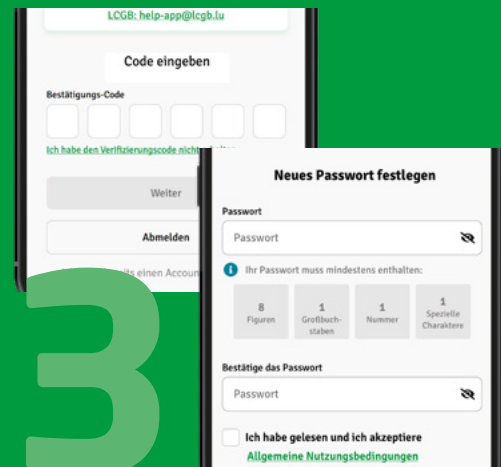 LCGB: help-app@lcgb.lu
Code eingeben
Bestätigungs-Code
Ich habe den Verifizierungscode nicht
Weiter
Abmelden
einen Accoun
Neues Passwort festlegen
Passwort
Passwort
Ihr Passwort muss mindestens enthalten:
8
Figuren
1
Großbuch-
staben
1
Nummer
1
Spezielle
Charaktere
Bestätige das Passwort
Passwort
Ich habe gelesen und ich akzeptiere
Allgemeine Nutzungsbedingungen
3